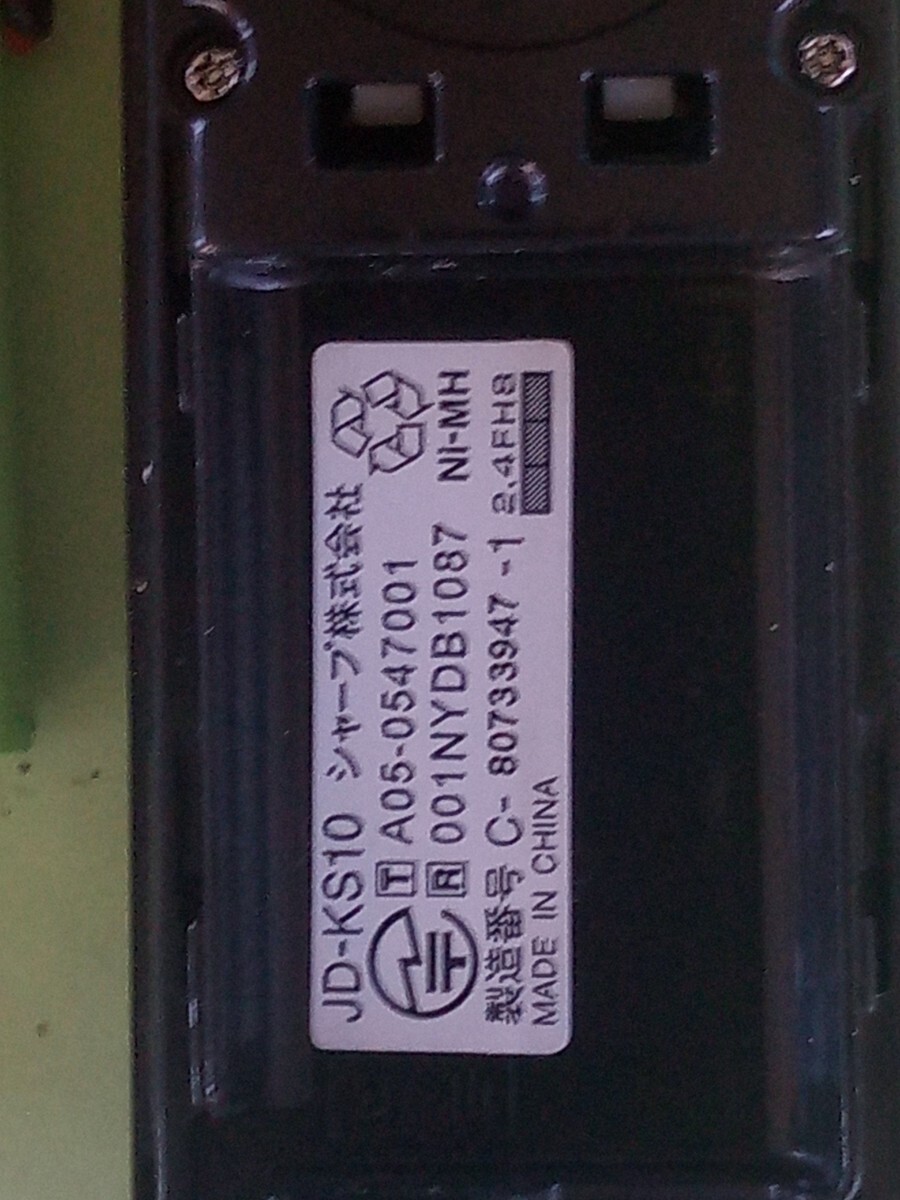 JD-KS10 シャープ株式会社
T A05-0547001
R 001NYDB1087 Ni-MH
製造番号 C- 80733947 -1 2.4FH8
MADE IN CHINA